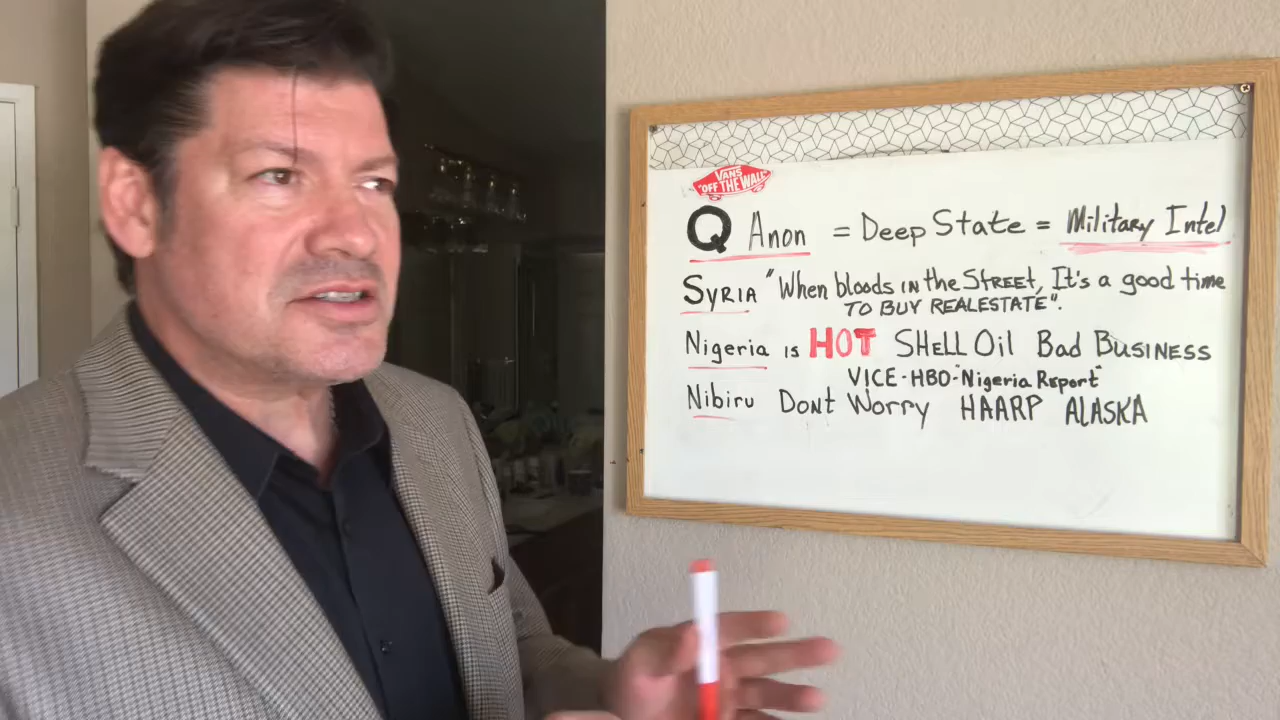 VANS
"OFF THE WALL"
Q Anon = Deep State = Military Intel
SYRIA "When bloods IN the STREET, It's a good time
TO BUY REALESTATE".
Nigeria is HOT SHELL Oil Bad BUSINESS
VICE-HBO-"Nigeria Report"
Nibiru Dont Worry HAARP ALASKA